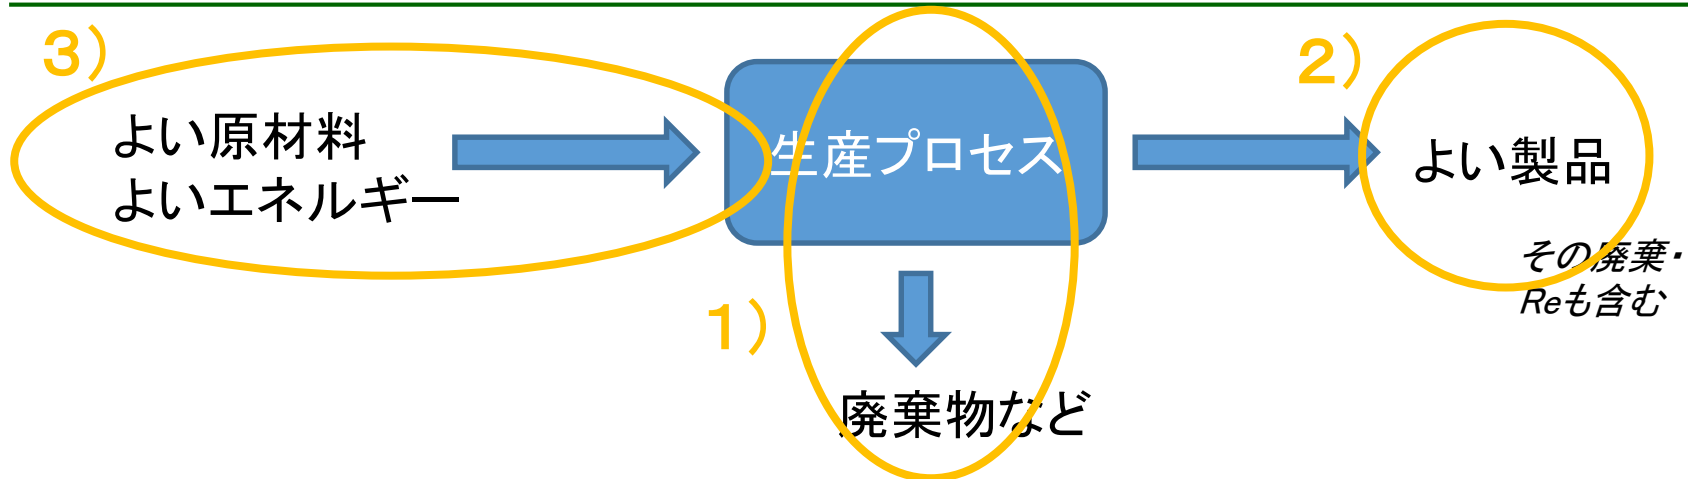 3)
よい原材料
よいエネルギー
生産プロセス
2)
よい製品
その廃棄・
Reも含む
1)
廃棄物など